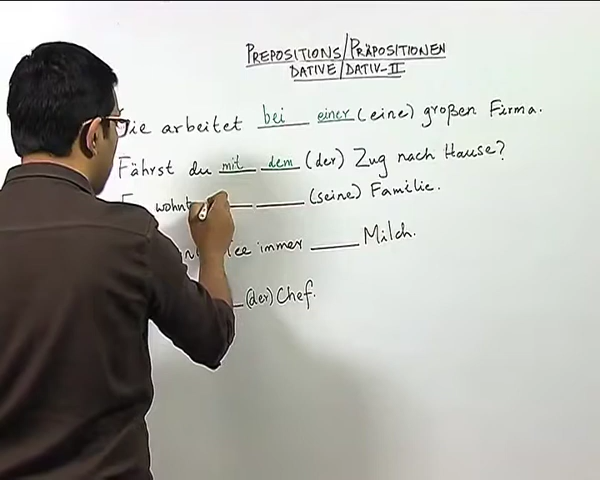 PREPOSITIONS/PRÄPOSITIONEN
DATIVE/DATIV-II
Sie arbeitet bei einer (eine) großen Firma.
Fährst du mit dem (der) Zug nach Hause?
wohnt ____ ____ (seine) Familie.
immer ____ Milch.
(der) Chef.